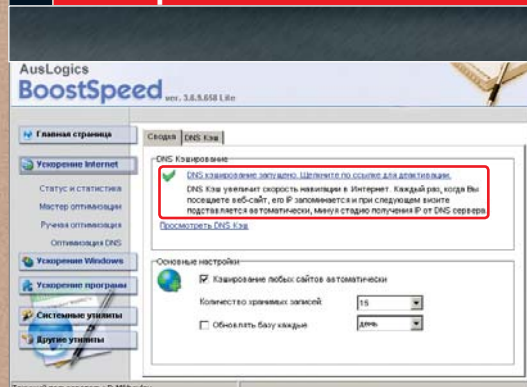 AusLogics
BoostSpeed ver. 3.6.5.658 Lite
Главная страница
Ускорение Internet
Статус и статистика
Мастер оптимизации
Ручная оптимизация
Оптимизация DNS
Ускорение Windows
Ускорение программ
Системные утилиты
Другие утилиты
Сводка DNS Кэш
DNS Кэширование
DNS кэширование запущено. Щелкните по ссылке для деактивации.
DNS Кэш увеличит скорость навигации в Интернет. Каждый раз, когда Вы
посещаете веб-сайт, его IP запоминается и при следующем визите
подставляется автоматически, минуя стадию получения IP от DNS сервера
Просмотреть DNS Кэш
Основные настройки
Кэширование любых сайтов автоматически
Количество хранимых записей 15
Обновлять базу каждые день